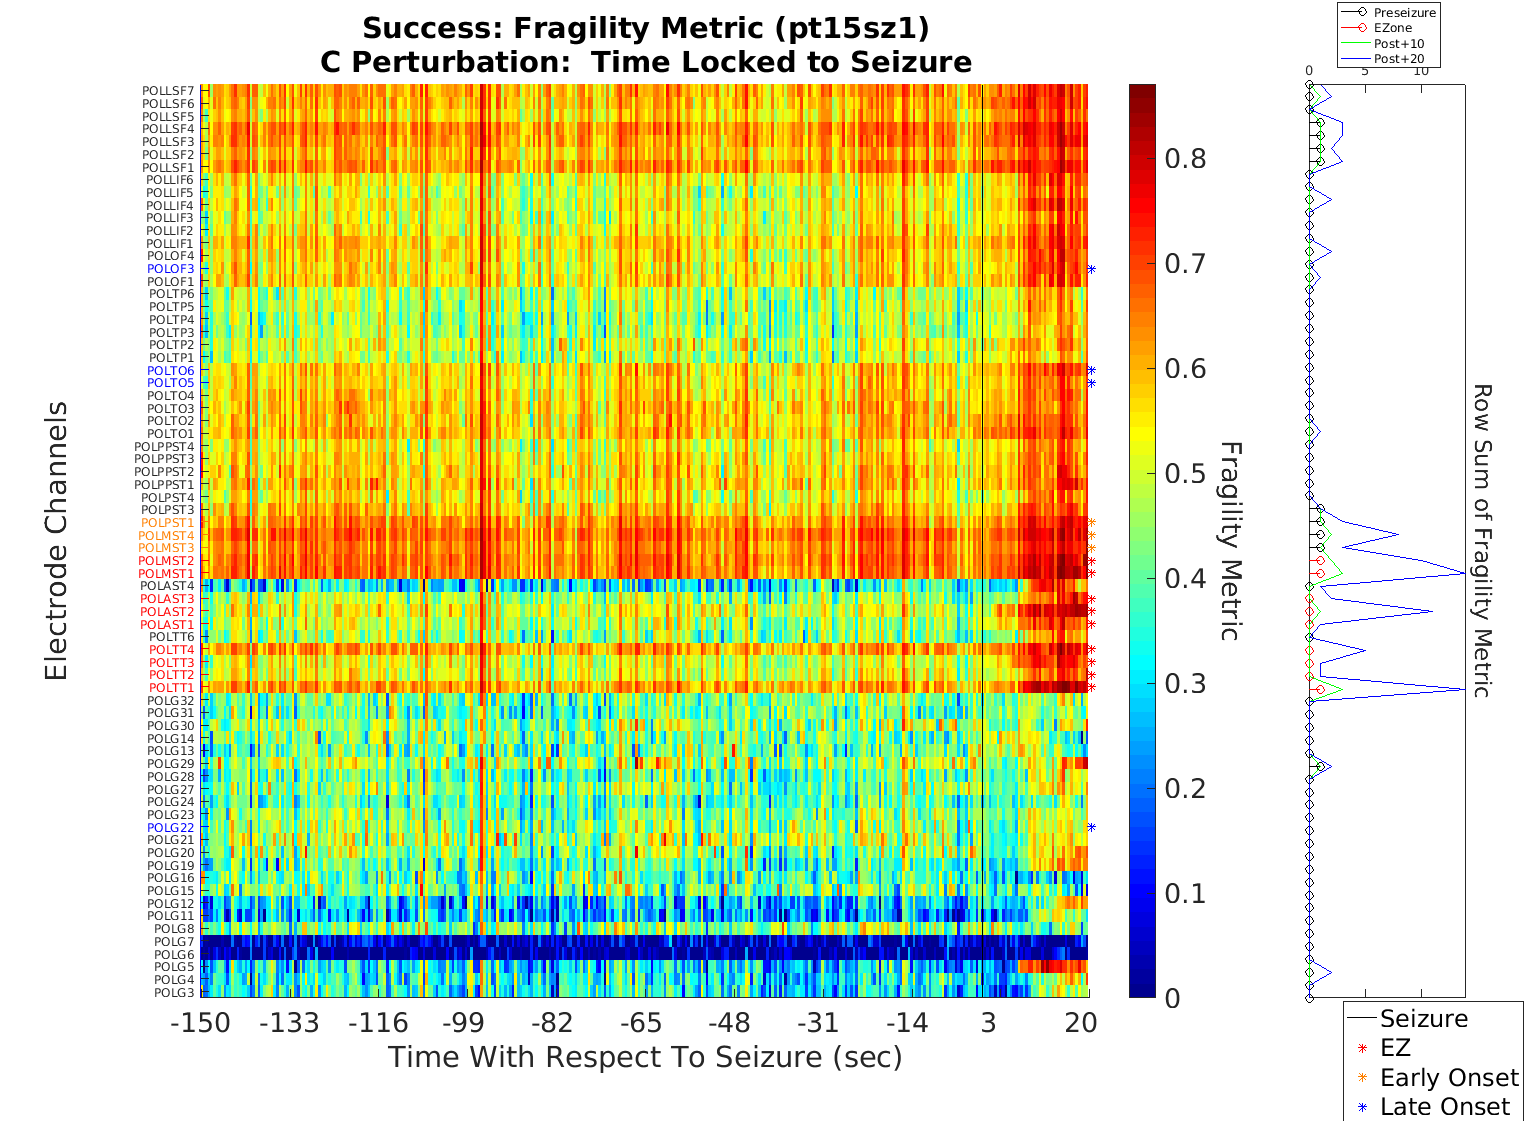 Success: Fragility Metric (pt15sz1)
C Perturbation:  Time Locked to Seizure
Preseizure
EZone
Post+10
Post+20
0 5 10
POLLSF7
POLLSF6
POLLSF5
POLLSF4
POLLSF3
POLLSF2
POLLSF1
POLLIF6
POLLIF5
POLLIF4
POLLIF3
POLLIF2
POLLIF1
POLOF4
POLOF3
POLOF1
POLTP6
POLTP5
POLTP4
POLTP3
POLTP2
POLTP1
POLTO6
POLTO5
POLTO4
POLTO3
POLTO2
POLTO1
POLPPST4
POLPPST3
POLPPST2
POLPPST1
POLPST4
POLPST3
POLPST1
POLMST4
POLMST3
POLMST2
POLMST1
POLAST4
POLAST3
POLAST2
POLAST1
POLTT6
POLTT4
POLTT3
POLTT2
POLTT1
POLG32
POLG31
POLG30
POLG14
POLG13
POLG29
POLG28
POLG27
POLG24
POLG23
POLG22
POLG21
POLG20
POLG19
POLG16
POLG15
POLG12
POLG11
POLG8
POLG7
POLG6
POLG5
POLG4
POLG3
Electrode Channels
-150 -133 -116 -99 -82 -65 -48 -31 -14 3 20
Time With Respect To Seizure (sec)
0.8
0.7
0.6
0.5
0.4
0.3
0.2
0.1
0
Fragility Metric
Row Sum of Fragility Metric
Seizure
EZ
Early Onset
Late Onset